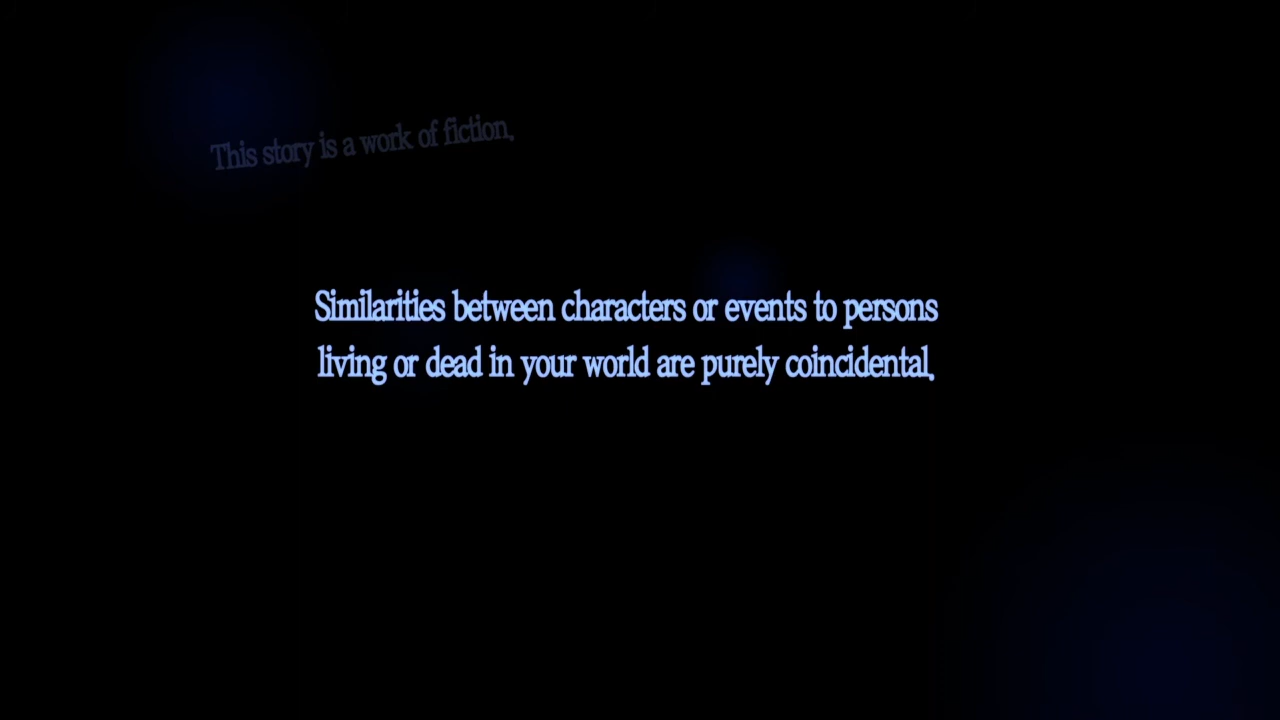 This story is a work of fiction.
Similarities between characters or events to persons
living or dead in your world are purely coincidental.